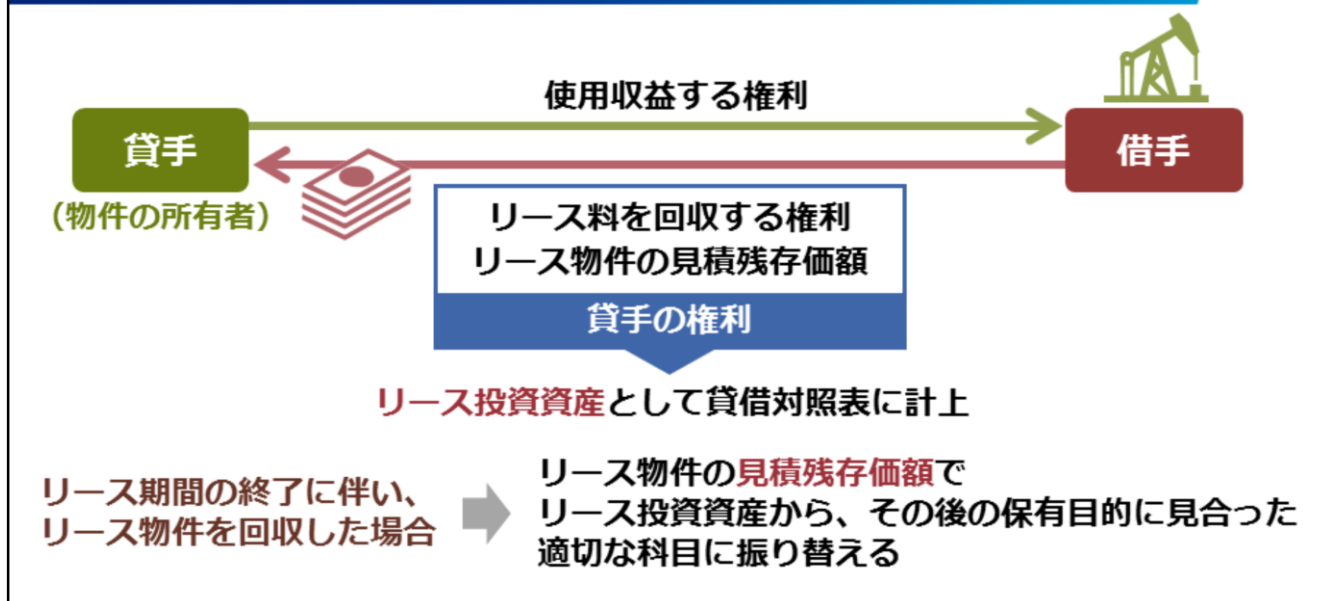 使用収益する権利
貸手
借手
（物件の所有者）
リース料を回収する権利
リース物件の見積残存価額
貸手の権利
リース投資資産として貸借対照表に計上
リース期間の終了に伴い、
リース物件を回収した場合
リース物件の見積残存価額で
リース投資資産から、その後の保有目的に見合った
適切な科目に振り替える